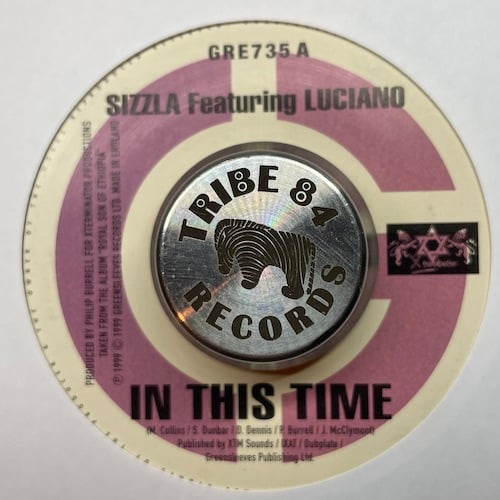 GRE735 A
SIZZLA Featuring LUCIANO
TRIBE 84
RECORDS
PRODUCED BY PHILIP BURRELL FOR XTERMINATOR PRODUCTIONS
TAKEN FROM THE ALBUM "ROYAL SON OF ETHIOPIA"
℗ 1999 © 1999 GREENSLEEVES RECORDS LTD. MADE IN ENGLAND
IN THIS TIME
(M. Collins / S. Dunbar / D. Dennis / P. Burrell / J. McClymont)
Published by XTM Sounds / IXAT / Dubplate /
Greensleeves Publishing Ltd.